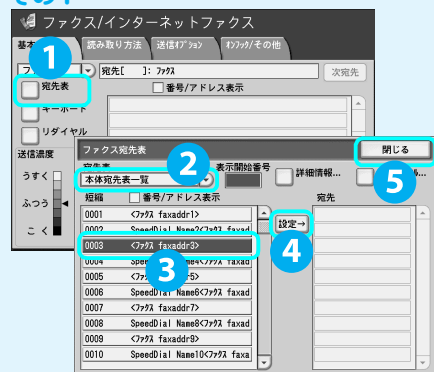 ファクス/インターネットファクス
基本
読み取り方法
送信ｵﾌﾟｼｮﾝ
ｵﾝﾌｯｸ/その他
宛先[ ]: ﾌｧｸｽ
次宛先
1
宛先表
番号/アドレス表示
キーボード
リダイヤル
送信濃度
うすく
ふつう
こく
ファクス宛先表
閉じる
宛先表
2
表示開始番号
本体宛先表一覧
詳細情報...
5
短縮
番号/アドレス表示
宛先
0001 <ﾌｧｸｽ faxaddr1>
設定→
0002 SpeedDial Name2<ﾌｧｸｽ faxad
0003 <ﾌｧｸｽ faxaddr3>
4
0004 SpeedDial Name4<ﾌｧｸｽ faxad
3
0005
0006 SpeedDial Name6<ﾌｧｸｽ faxad
0007 <ﾌｧｸｽ faxaddr7>
0008 SpeedDial Name8<ﾌｧｸｽ faxad
0009 <ﾌｧｸｽ faxaddr9>
0010 SpeedDial Name10<ﾌｧｸｽ faxa